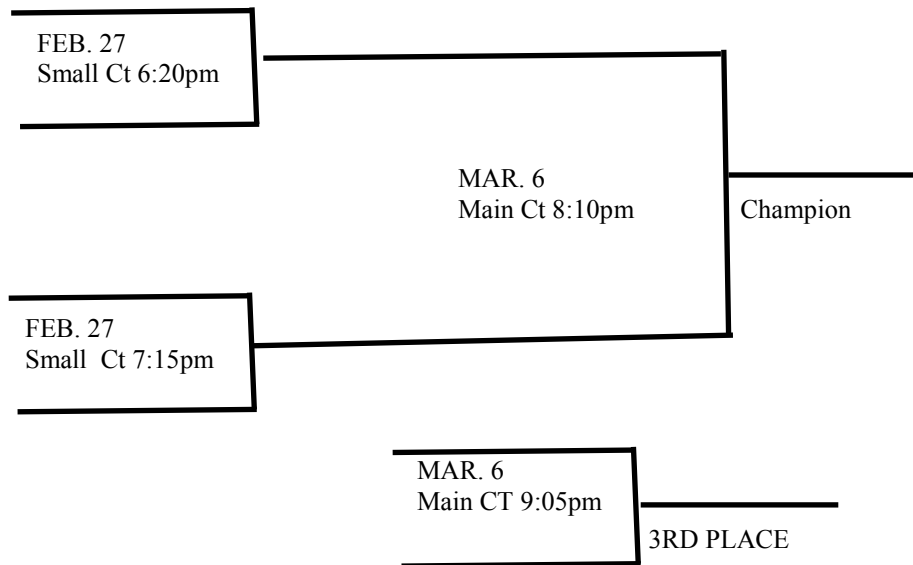 FEB. 27
Small Ct 6:20pm
MAR. 6
Main Ct 8:10pm
Champion
FEB. 27
Small Ct 7:15pm
MAR. 6
Main CT 9:05pm
3RD PLACE